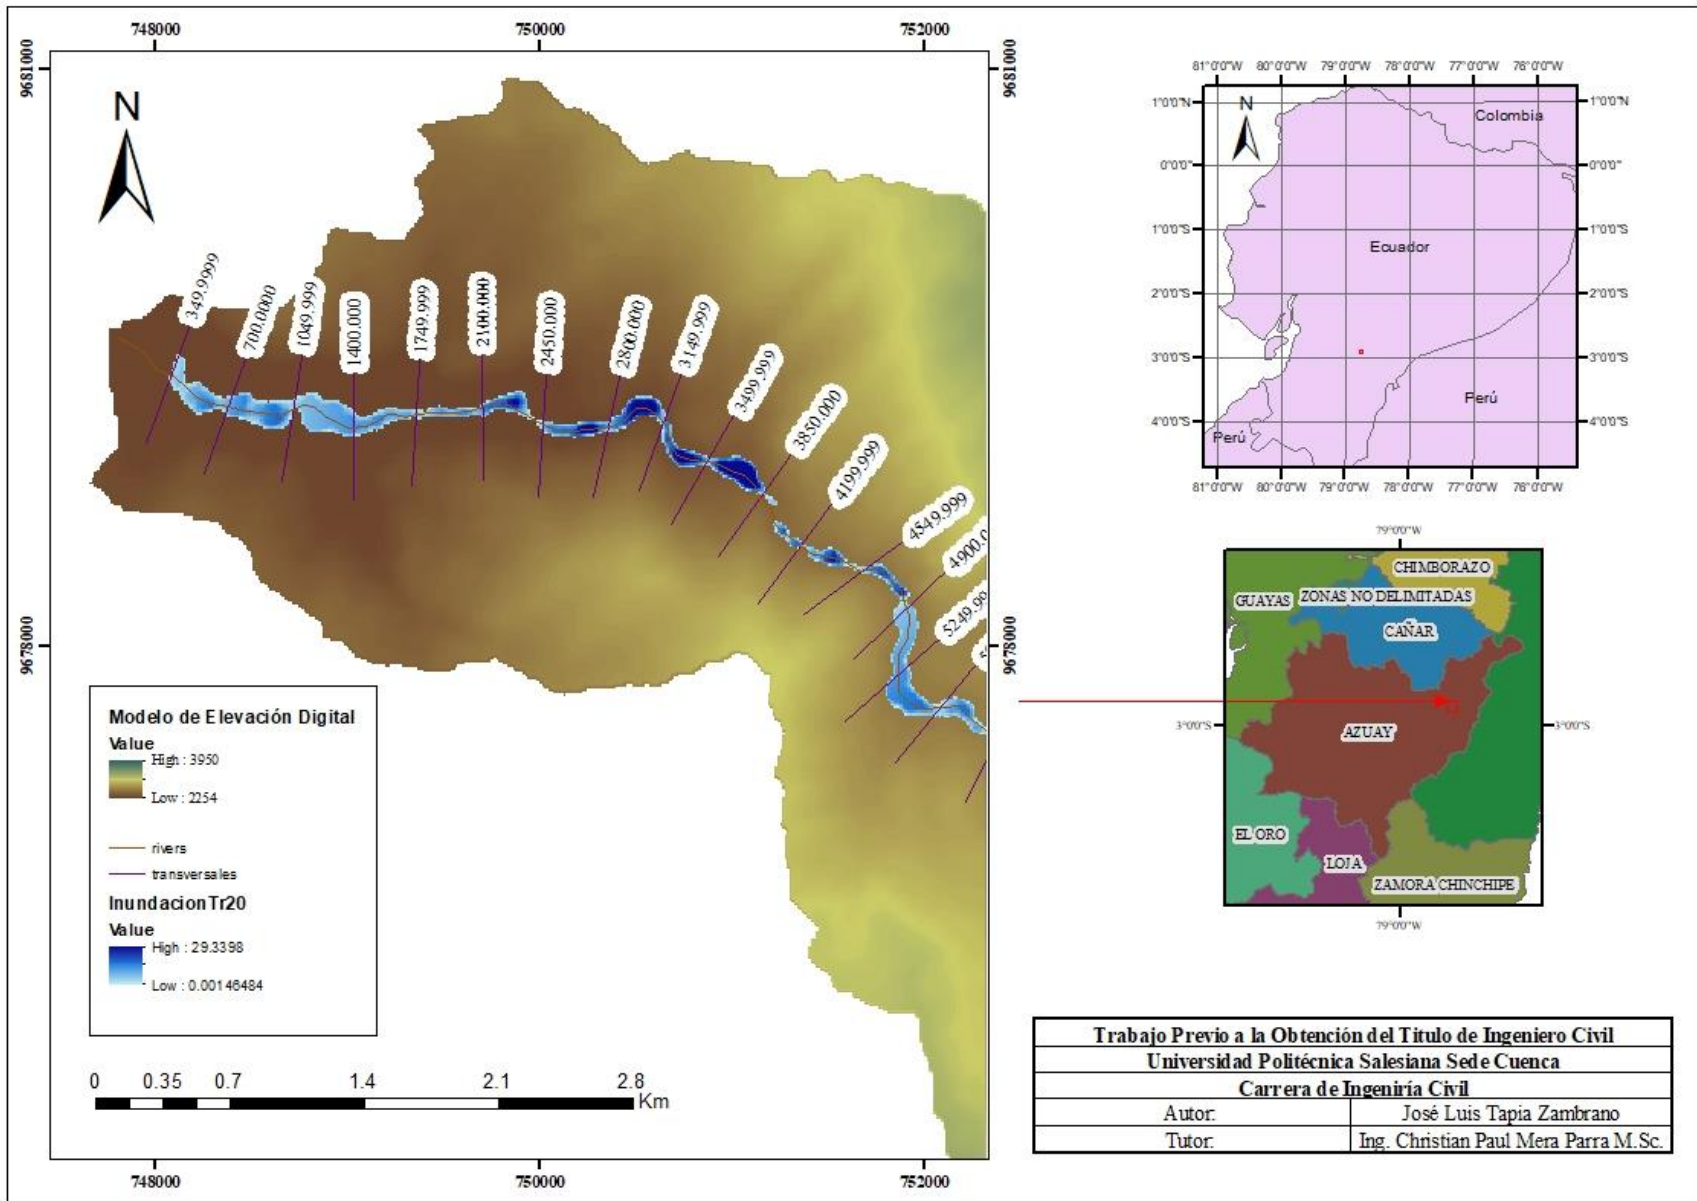 748000
750000
752000
9681000
9681000
N
349.9999
700.0000
1049.999
1400.000
1749.999
2100.000
2450.000
2800.000
3149.999
3499.999
3850.000
4199.999
4549.999
4900.0
5249.99
5
9678000
9678000
Modelo de Elevación Digital
Value
High : 3950
Low : 2254
rivers
transversales
InundacionTr20
Value
High : 29.3398
Low : 0.00146484
0 0.35 0.7 1.4 2.1 2.8
Km
748000
750000
752000
81°0'0"W 80°0'0"W 79°0'0"W 78°0'0"W 77°0'0"W 76°0'0"W
1°0'0"N
1°0'0"N
N
Colombia
0°0'0"
0°0'0"
1°0'0"S
1°0'0"S
Ecuador
2°0'0"S
2°0'0"S
3°0'0"S
3°0'0"S
Perú
4°0'0"S
4°0'0"S
Perú
81°0'0"W 80°0'0"W 79°0'0"W 78°0'0"W 77°0'0"W 76°0'0"W
79°0'0"W
CHIMBORAZO
GUAYAS
ZONAS NO DELIMITADAS
CAÑAR
3°0'0"S
3°0'0"S
AZUAY
EL ORO
LOJA
ZAMORA CHINCHIPE
79°0'0"W
Trabajo Previo a la Obtención del Titulo de Ingeniero Civil
Universidad Politécnica Salesiana Sede Cuenca
Carrera de Ingeniría Civil
Autor: José Luis Tapia Zambrano
Tutor: Ing. Christian Paul Mera Parra M.Sc.